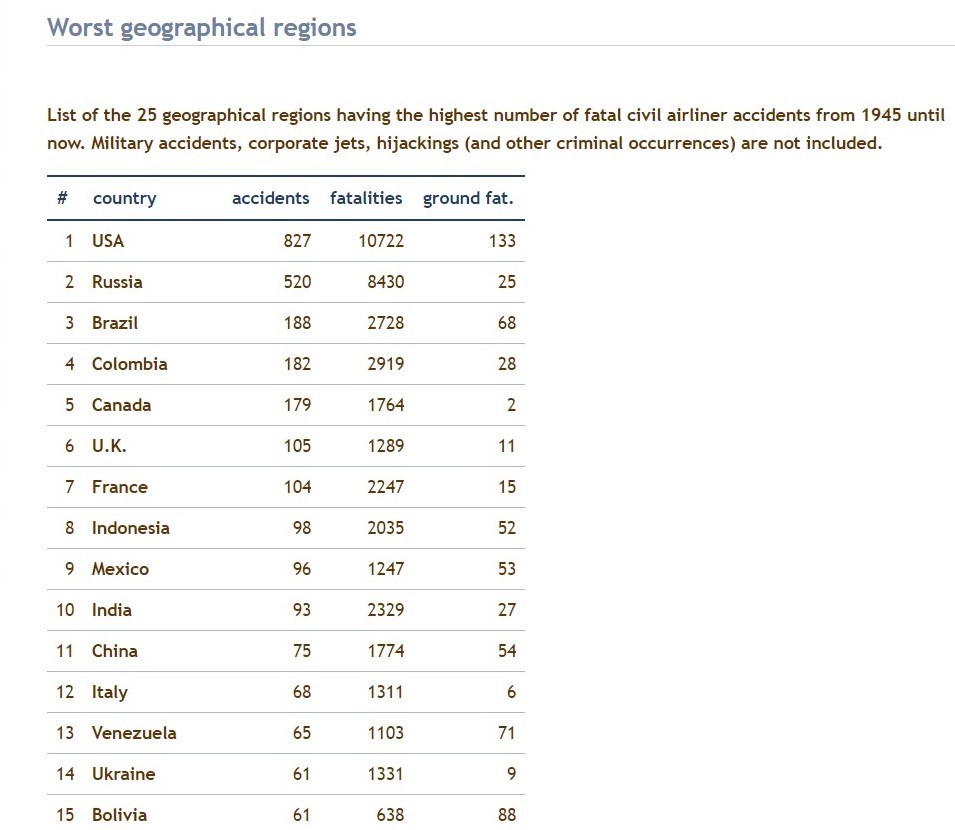 Worst geographical regions
List of the 25 geographical regions having the highest number of fatal civil airliner accidents from 1945 until
now. Military accidents, corporate jets, hijackings (and other criminal occurrences) are not included.
# country accidents fatalities ground fat.
1 USA 827 10722 133
2 Russia 520 8430 25
3 Brazil 188 2728 68
4 Colombia 182 2919 28
5 Canada 179 1764 2
6 U.K. 105 1289 11
7 France 104 2247 15
8 Indonesia 98 2035 52
9 Mexico 96 1247 53
10 India 93 2329 27
11 China 75 1774 54
12 Italy 68 1311 6
13 Venezuela 65 1103 71
14 Ukraine 61 1331 9
15 Bolivia 61 638 88